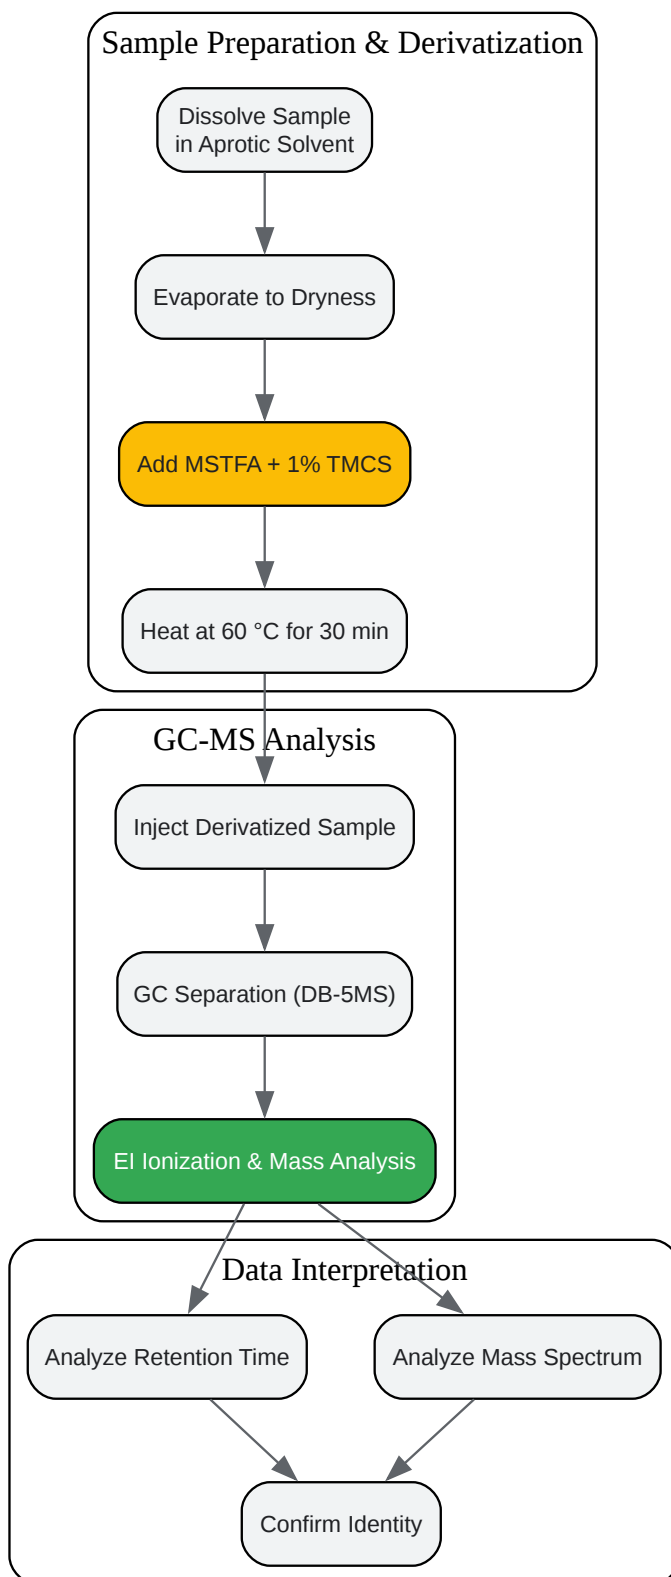 Sample Preparation & Derivatization
Dissolve Sample
in Aprotic Solvent
Evaporate to Dryness
Add MSTFA + 1% TMCS
Heat at 60 °C for 30 min
GC-MS Analysis
Inject Derivatized Sample
GC Separation (DB-5MS)
EI Ionization & Mass Analysis
Data Interpretation
Analyze Retention Time
Analyze Mass Spectrum
Confirm Identity